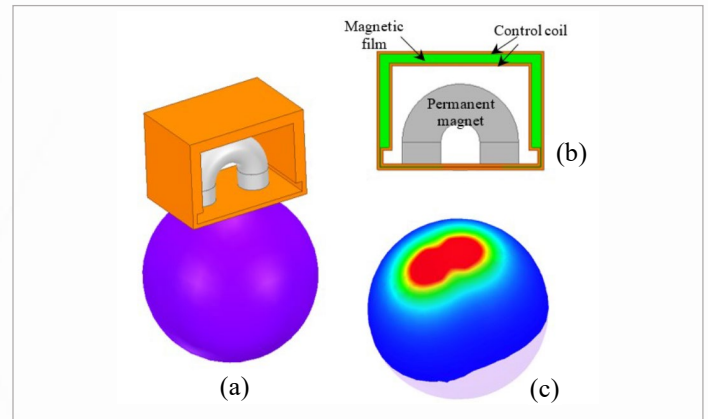 Magnetic
film
Control coil
Permanent
magnet
(b)
(a)
(c)